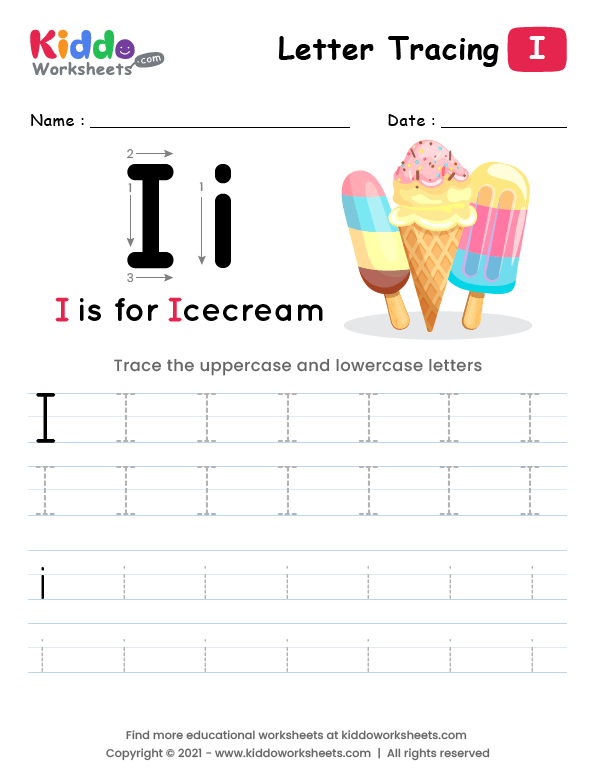 Kiddo
Worksheets.com
Letter Tracing I
Name :
Date :
2
1
1
I i
3
I is for Icecream
Trace the uppercase and lowercase letters
I I I I I I I
I I I I I I I
i i i i i i i
i i i i i i i
Find more educational worksheets at kiddoworksheets.com
Copyright © 2021 - www.kiddoworksheets.com | All rights reserved